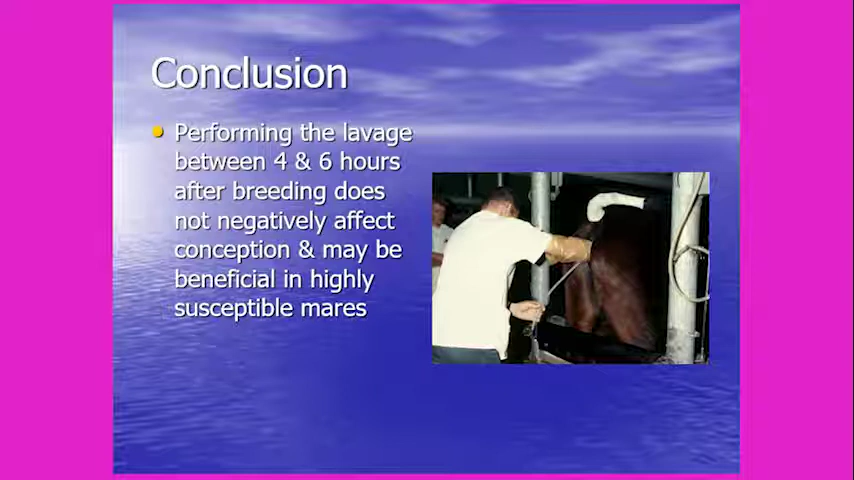 Conclusion
Performing the lavage
between 4 & 6 hours
after breeding does
not negatively affect
conception & may be
beneficial in highly
susceptible mares